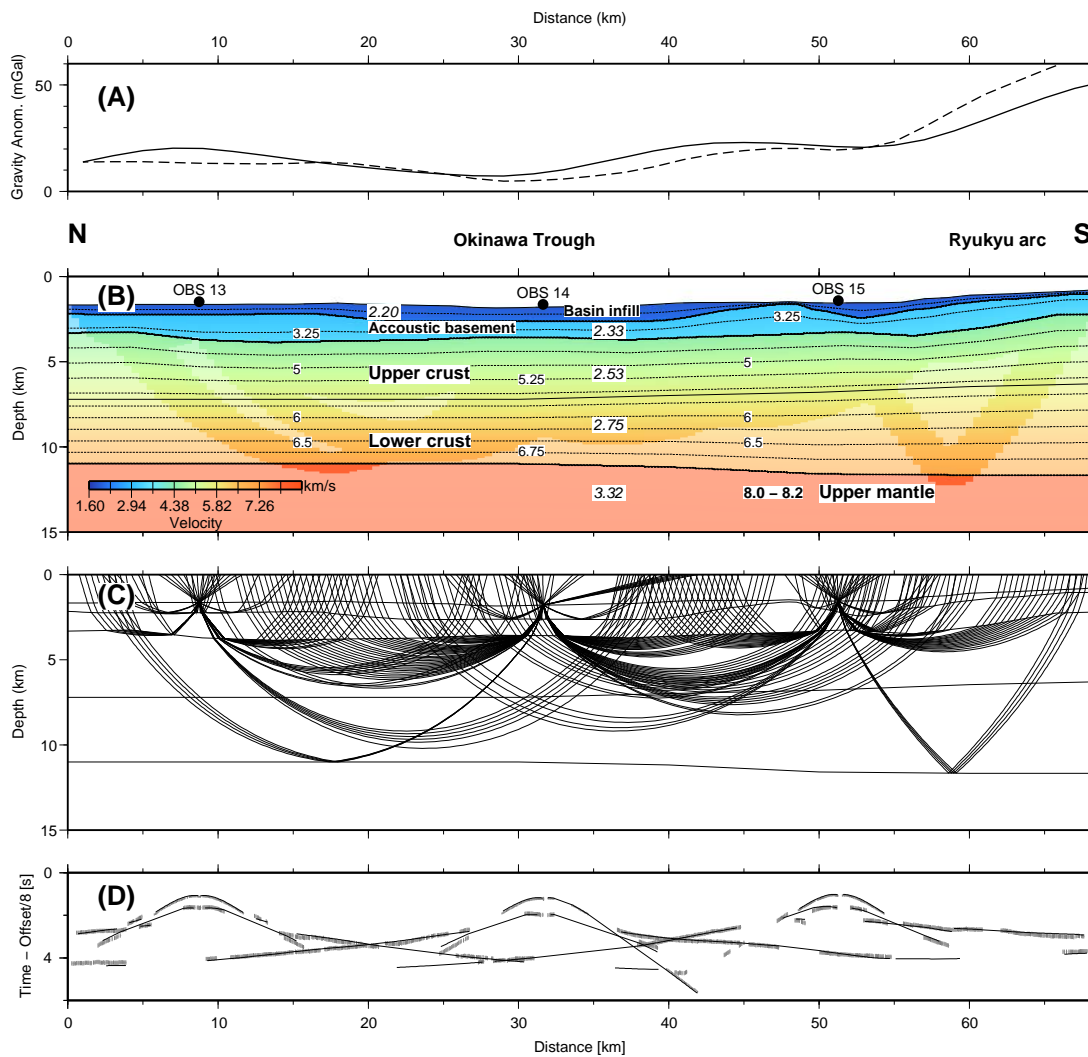 Distance (km)
0 10 20 30 40 50 60
Gravity Anom. (mGal)
50
0
(A)
N Okinawa Trough Ryukyu arc S
0
5
10
15
Depth (km)
(B)
OBS 13 OBS 14 OBS 15
2.20 Basin infill
3.25 Accoustic basement 2.33 3.25
5 Upper crust 5.25 2.53 5
6 2.75 6
6.5 Lower crust 6.75 6.5
km/s
1.60 2.94 4.38 5.82 7.26
Velocity
3.32 8.0 – 8.2 Upper mantle
0
5
10
15
Depth (km)
(C)
0
4
Time – Offset/8 [s]
(D)
0 10 20 30 40 50 60
Distance [km]